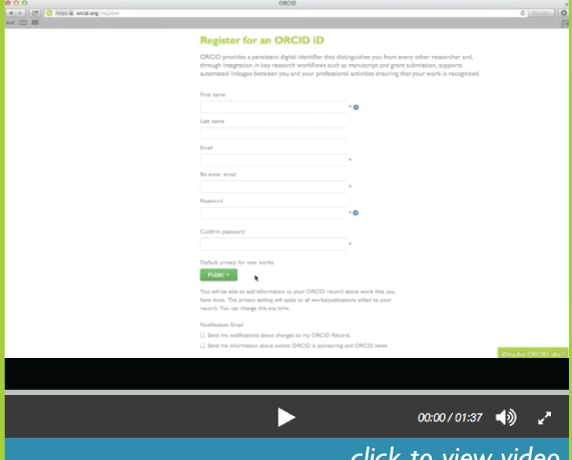 ORCID
https orcid.org/register
Register for an ORCID iD
ORCID provides a persistent digital identifier that distinguishes you from every other researcher and,
through integration in key research workflows such as manuscript and grant submission, supports
automated linkages between you and your professional activities ensuring that your work is recognized.
First name
*
Last name
Email
*
Re-enter email
*
Password
*
Confirm password
*
Default privacy for new works
Public
You will be able to add information to your ORCID record about work that you
have done. The privacy setting will apply to all works/publications added to your
record. You can change this any time.
Notification Email
Send me notifications about changes to my ORCID Record
Send me information about events ORCID is sponsoring and ORCID news
00:00 / 01:37
click to view video